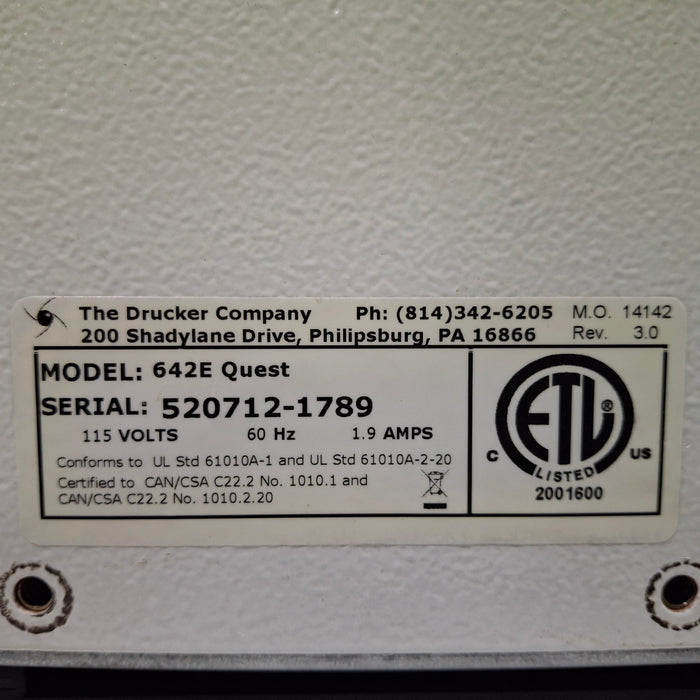 The Drucker Company Ph: (814)342-6205 M.O. 14142
200 Shadylane Drive, Philipsburg, PA 16866 Rev. 3.0
MODEL: 642E Quest
SERIAL: 520712-1789
115 VOLTS 60 Hz 1.9 AMPS
Conforms to UL Std 61010A-1 and UL Std 61010A-2-20
Certified to CAN/CSA C22.2 No. 1010.1 and
CAN/CSA C22.2 No. 1010.2.20
ETL ®
C US
LISTED
2001600